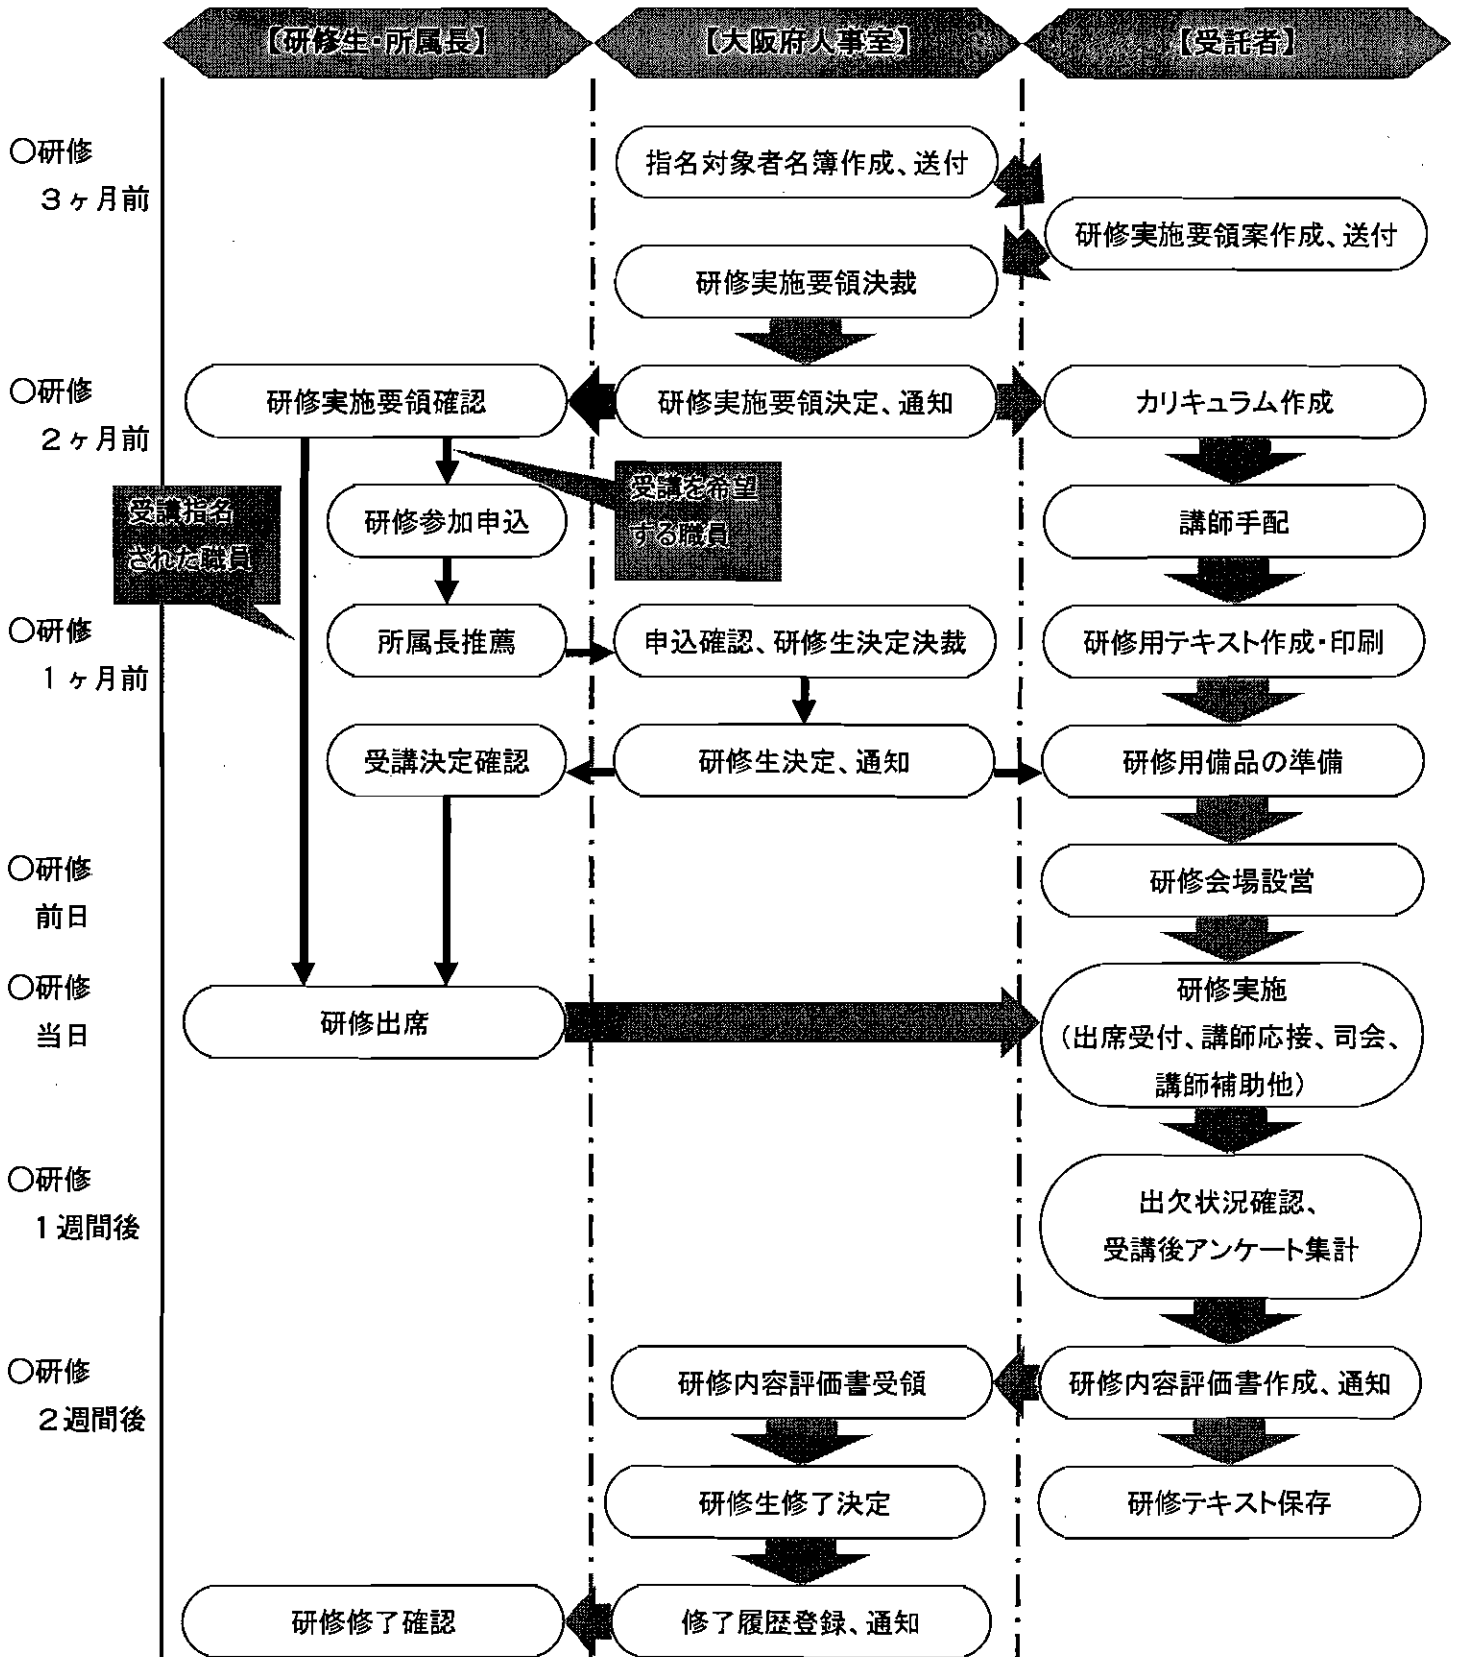 【研修生・所属長】
【大阪府人事室】
【受託者】
〇研修
３ヶ月前
指名対象者名簿作成、送付
研修実施要領案作成、送付
研修実施要領決裁
〇研修
２ヶ月前
研修実施要領確認
研修実施要領決定、通知
カリキュラム作成
受講指名
された職員
受講を希望
する職員
研修参加申込
講師手配
〇研修
１ヶ月前
所属長推薦
申込確認、研修生決定決裁
研修用テキスト作成・印刷
受講決定確認
研修生決定、通知
研修用備品の準備
〇研修
前日
研修会場設営
〇研修
当日
研修出席
研修実施
（出席受付、講師応接、司会、
講師補助他）
〇研修
１週間後
出欠状況確認、
受講後アンケート集計
〇研修
２週間後
研修内容評価書受領
研修内容評価書作成、通知
研修生修了決定
研修テキスト保存
研修修了確認
修了履歴登録、通知